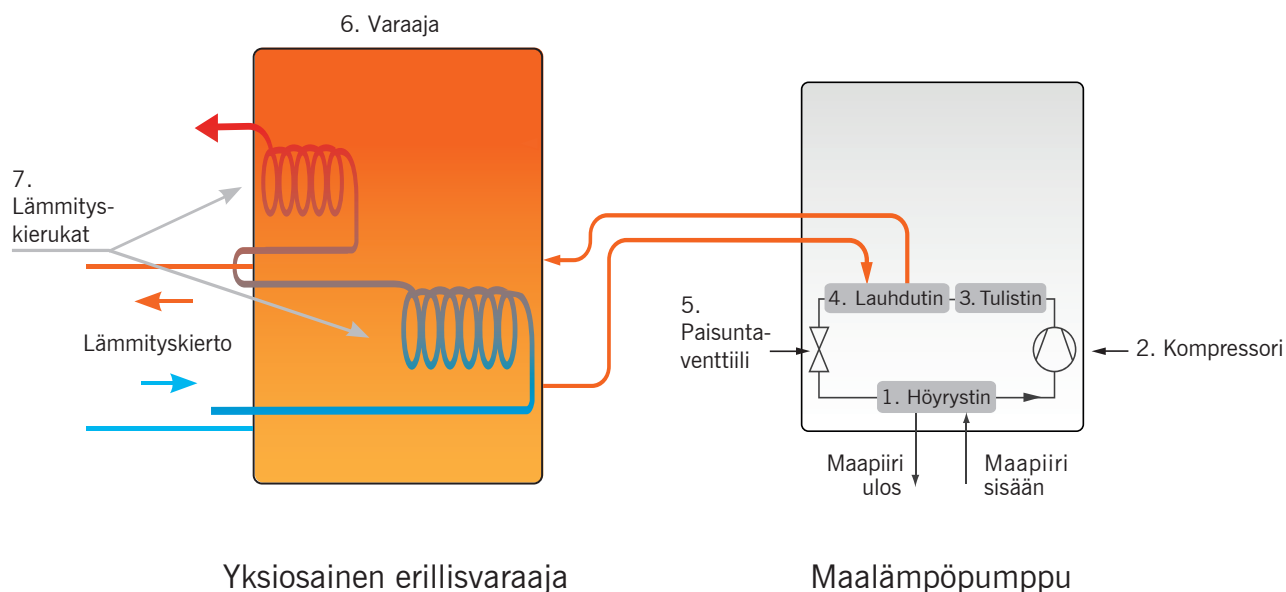 6. Varaaja
7.
Lämmitys-
kierukat
Lämmityskierto
5.
Paisunta-
venttiili
4. Lauhdutin
3. Tulistin
2. Kompressori
1. Höyrystin
Maapiiri
ulos
Maapiiri
sisään
Yksiosainen erillisvaraaja
Maalämpöpumppu